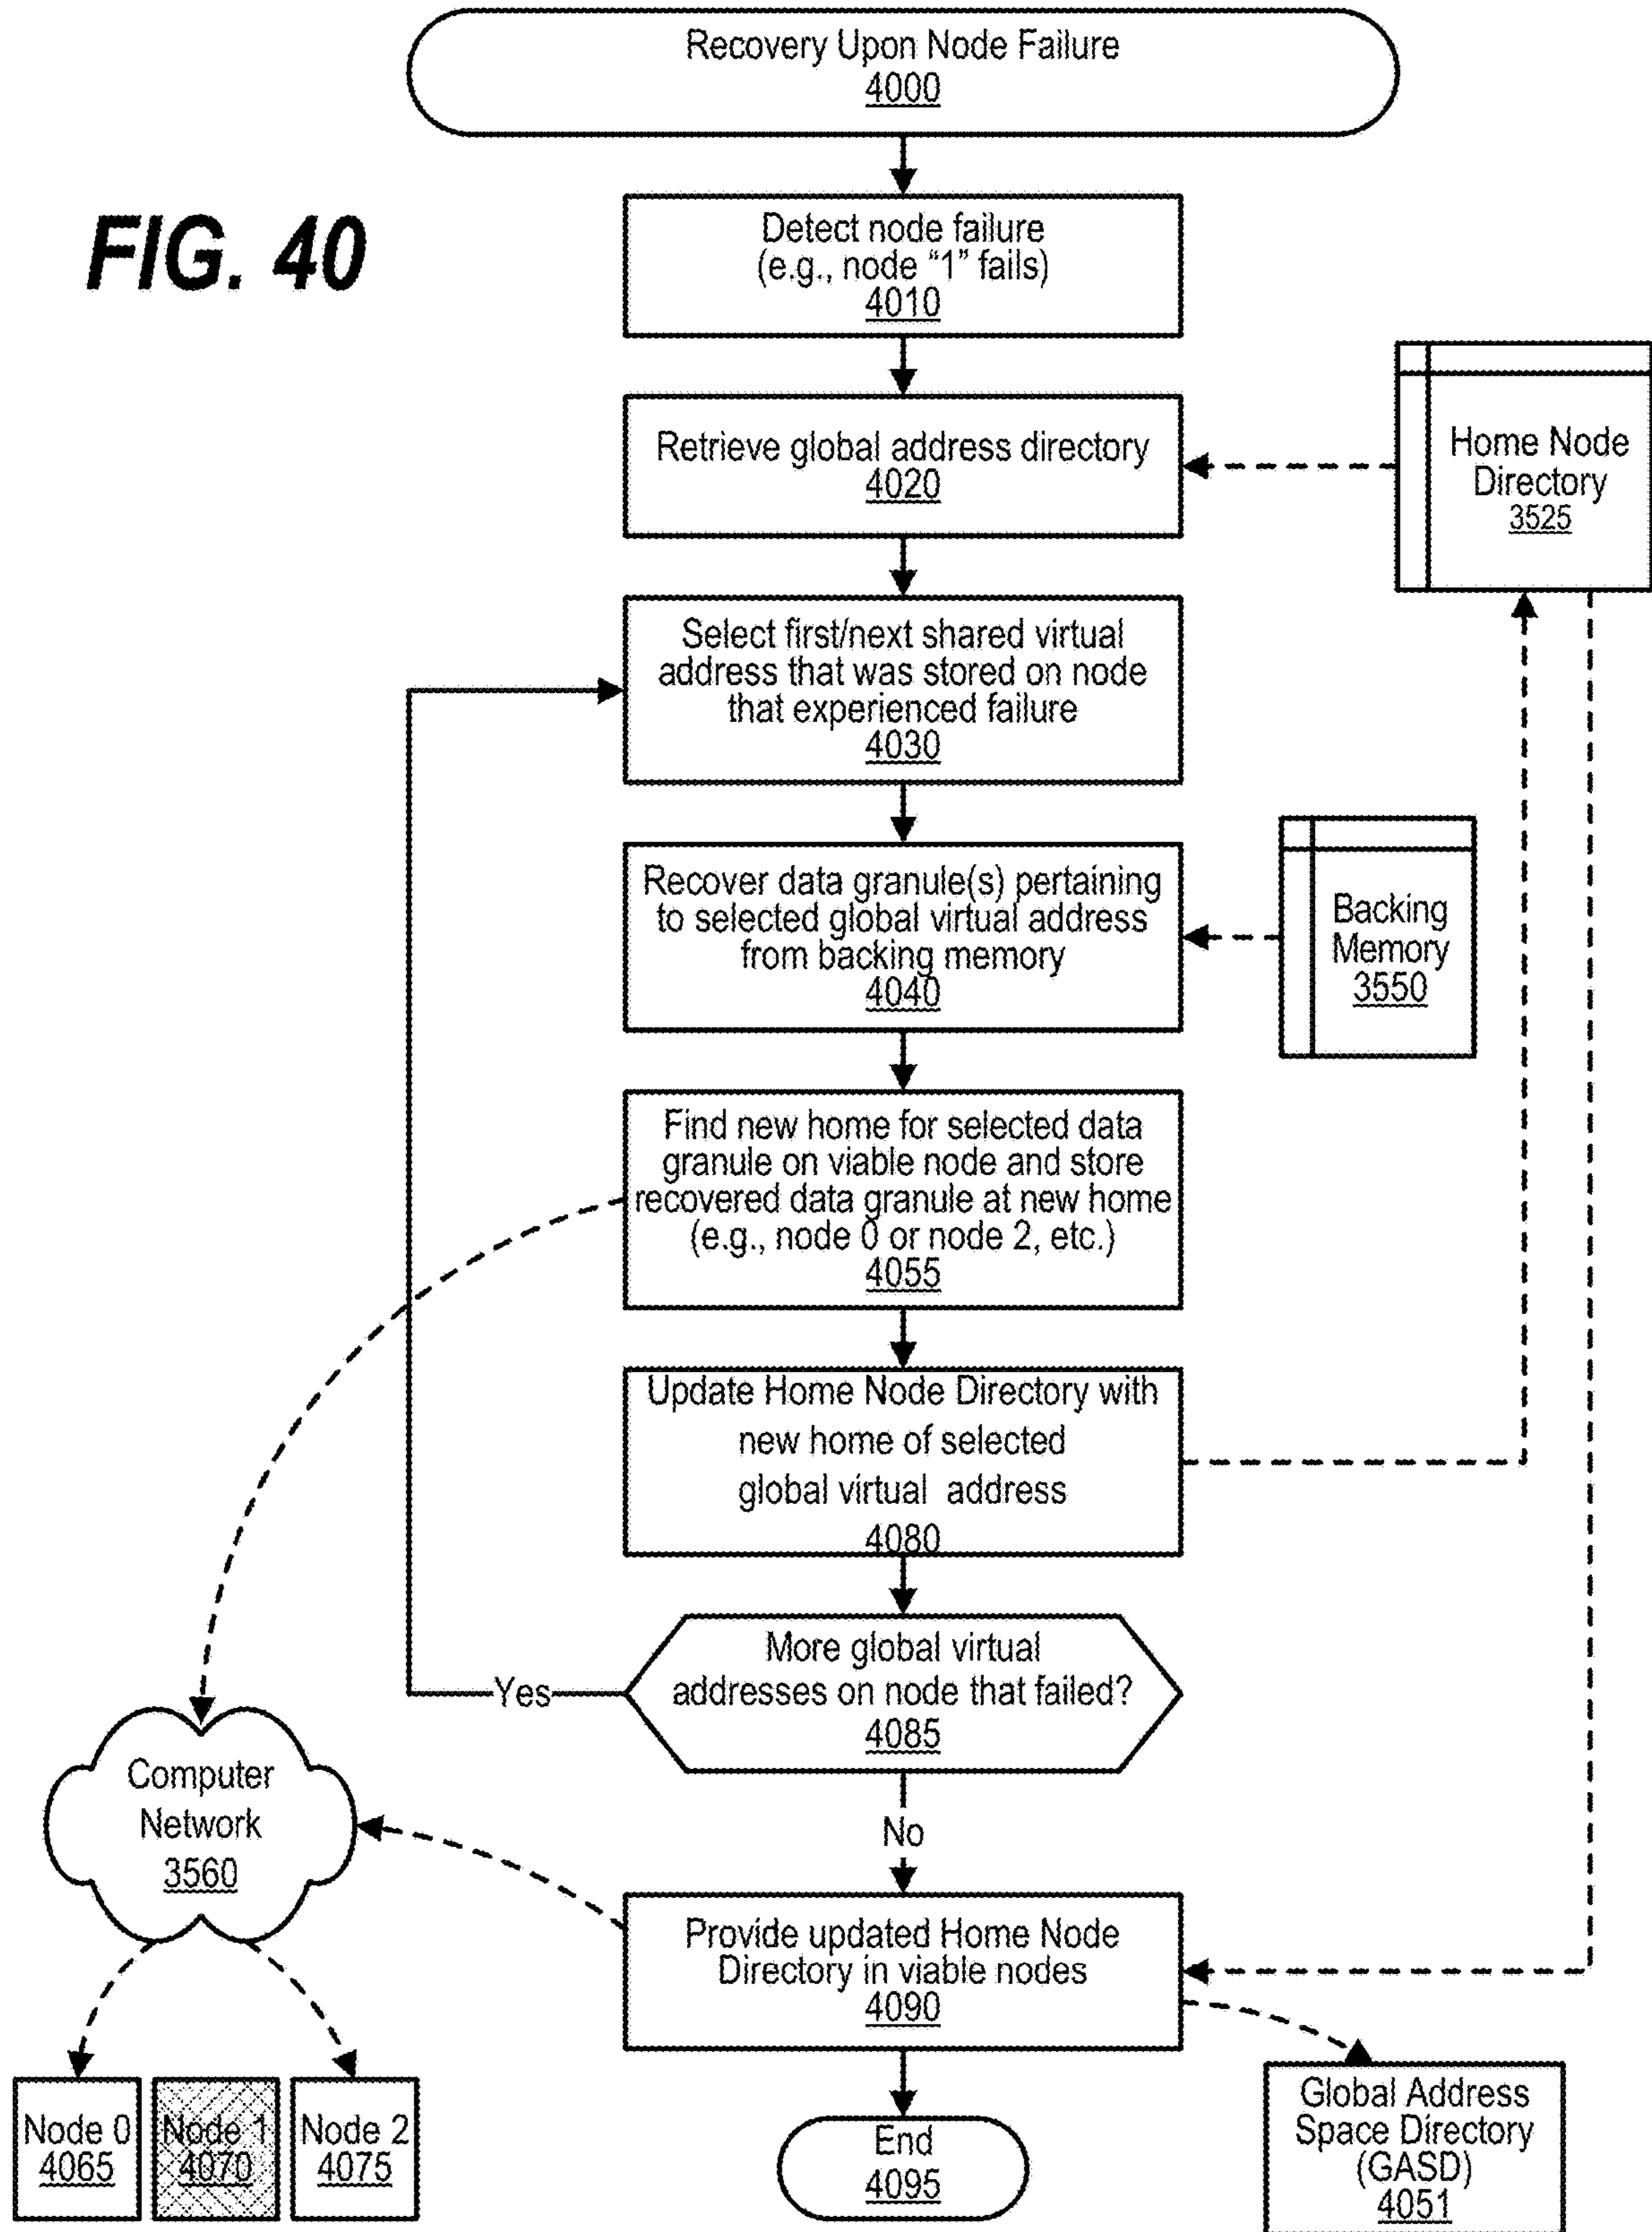 Recovery Upon Node Failure
4000
FIG. 40
Detect node failure
(e.g., node “1” fails)
4010
Retrieve global address directory
4020
Home Node
Directory
3525
Select first/next shared virtual
address that was stored on node
that experienced failure
4030
Recover data granule(s) pertaining
to selected global virtual address
from backing memory
4040
Backing
Memory
3550
Find new home for selected data
granule on viable node and store
recovered data granule at new home
(e.g., node 0 or node 2, etc.)
4055
Update Home Node Directory with
new home of selected
global virtual address
4080
More global virtual
addresses on node that failed?
4085
Yes
No
Computer
Network
3560
Provide updated Home Node
Directory in viable nodes
4090
Node 0
4065
Node 1
4070
Node 2
4075
End
4095
Global Address
Space Directory
(GASD)
4051